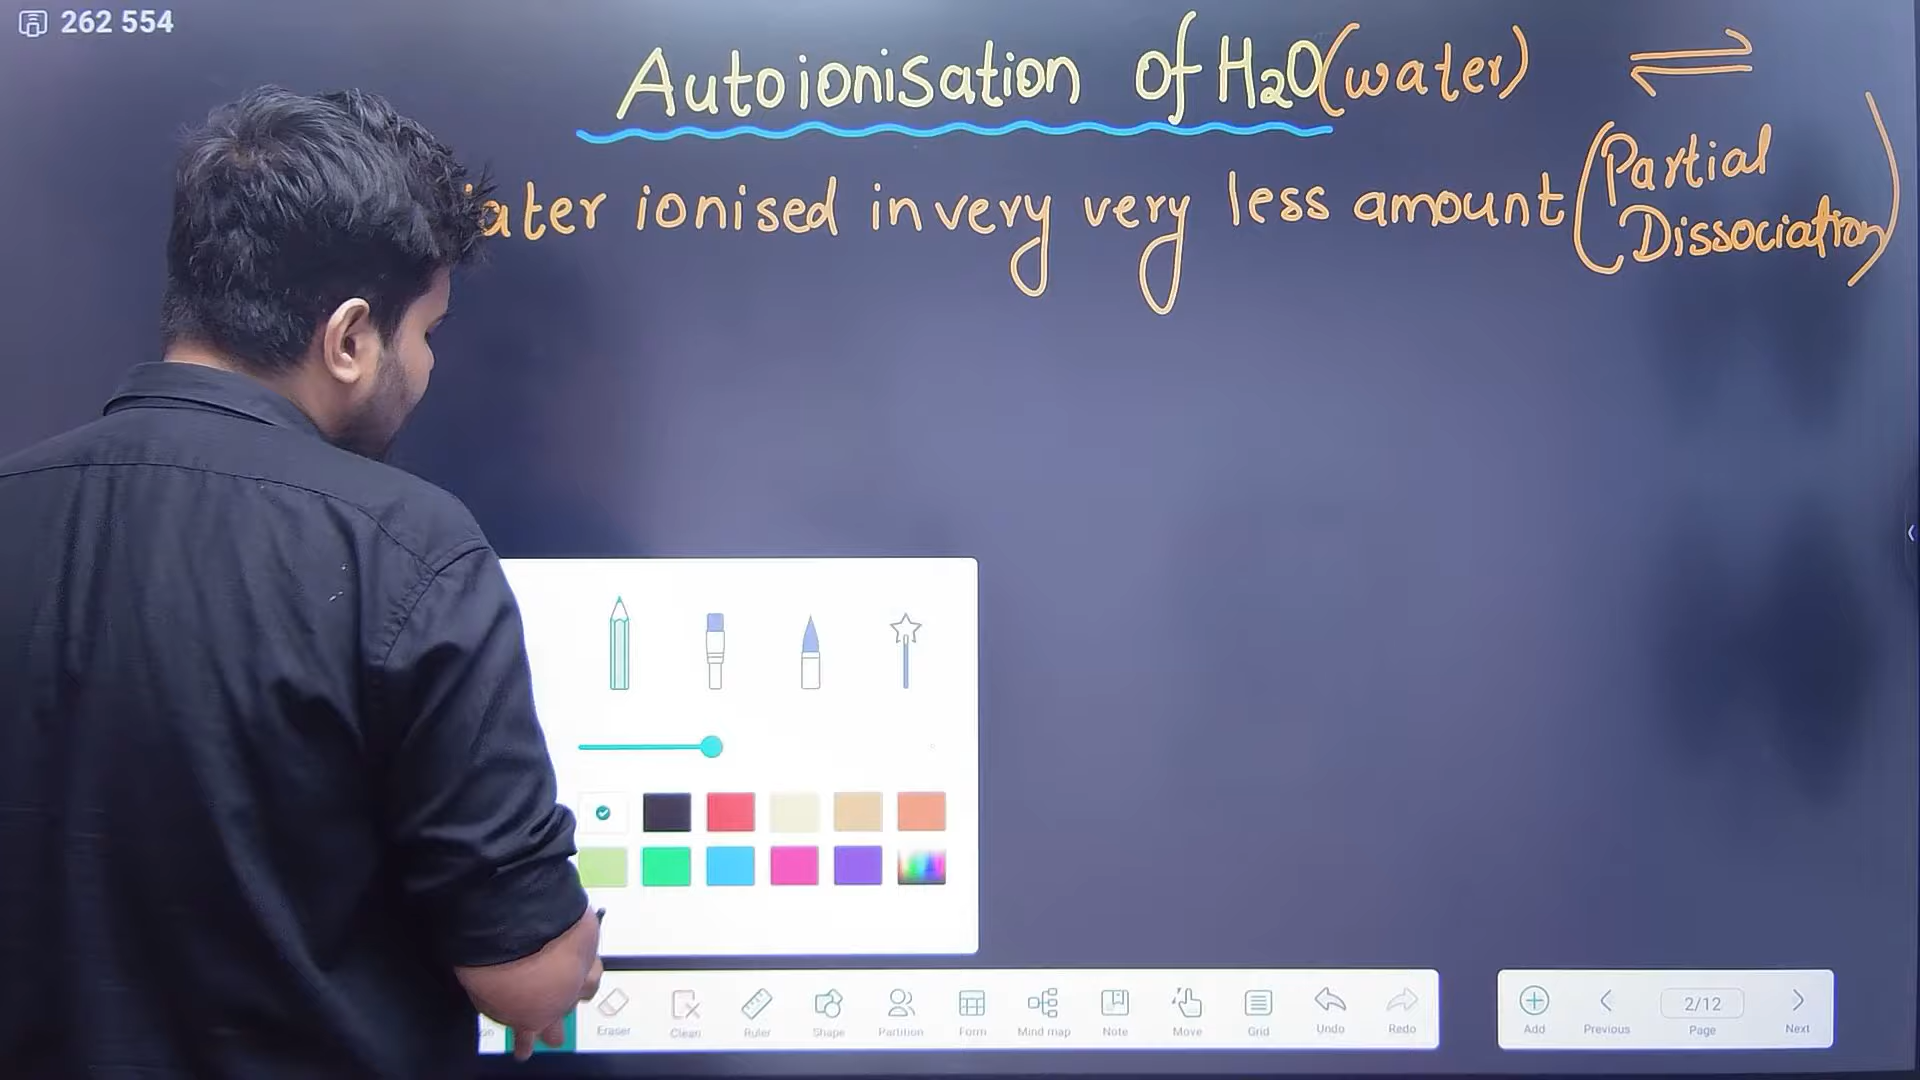 262 554
Autoionisation of H₂O(water) ⇌
ater ionised in very very less amount (Partial
Dissociation)
Eraser
Clean
Ruler
Shape
Partition
Form
Mind map
Note
Move
Grid
Undo
Redo
Add
Previous
2/12
Page
Next